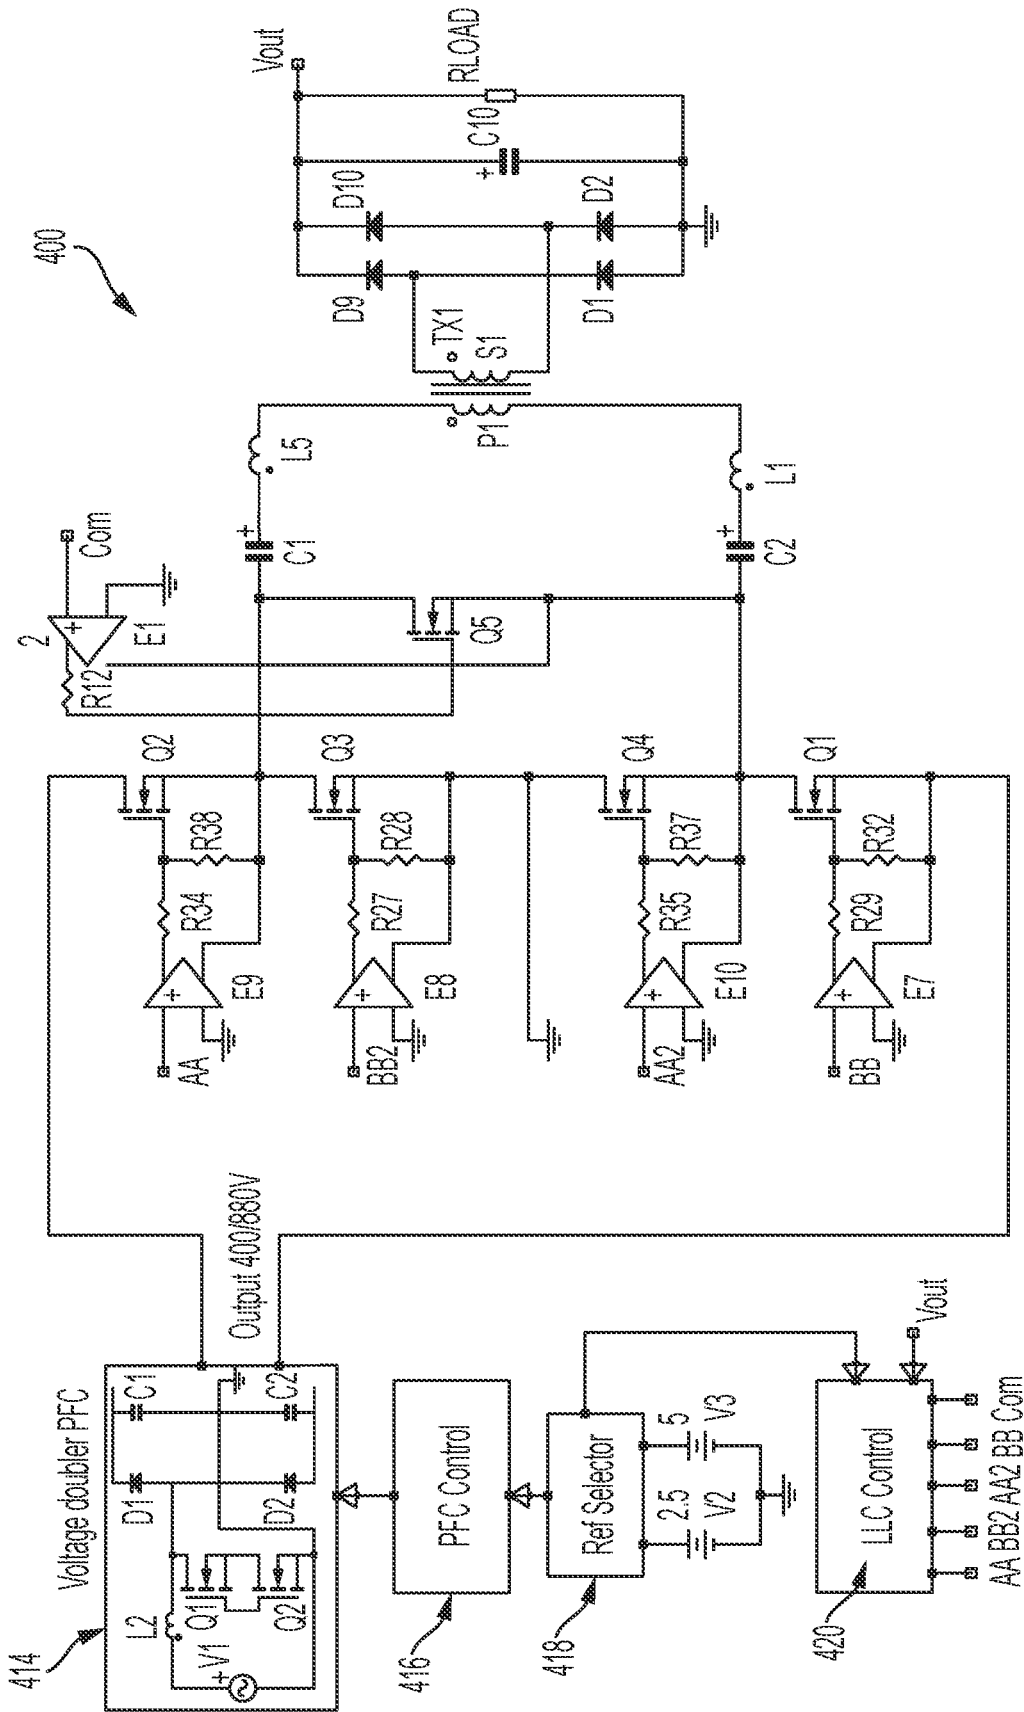 400
Vout
RLOAD
C10
+
D10
D2
D9
D1
TX1
S1
P1
L5
L1
+
C1
+
C2
Com
2
+
E1
R12
Q5
Q2
Q3
Q4
Q1
R38
R28
R37
R32
R34
R27
R35
R29
+
E9
+
E8
+
E10
+
E7
AA
BB2
AA2
BB
Output 400/880V
Voltage doubler PFC
414
C1
C2
D1
D2
L2
Q1
Q2
V1
+
PFC Control
416
Ref Selector
418
5
V3
2.5
V2
LLC Control
420
Vout
AA BB2 AA2 BB Com